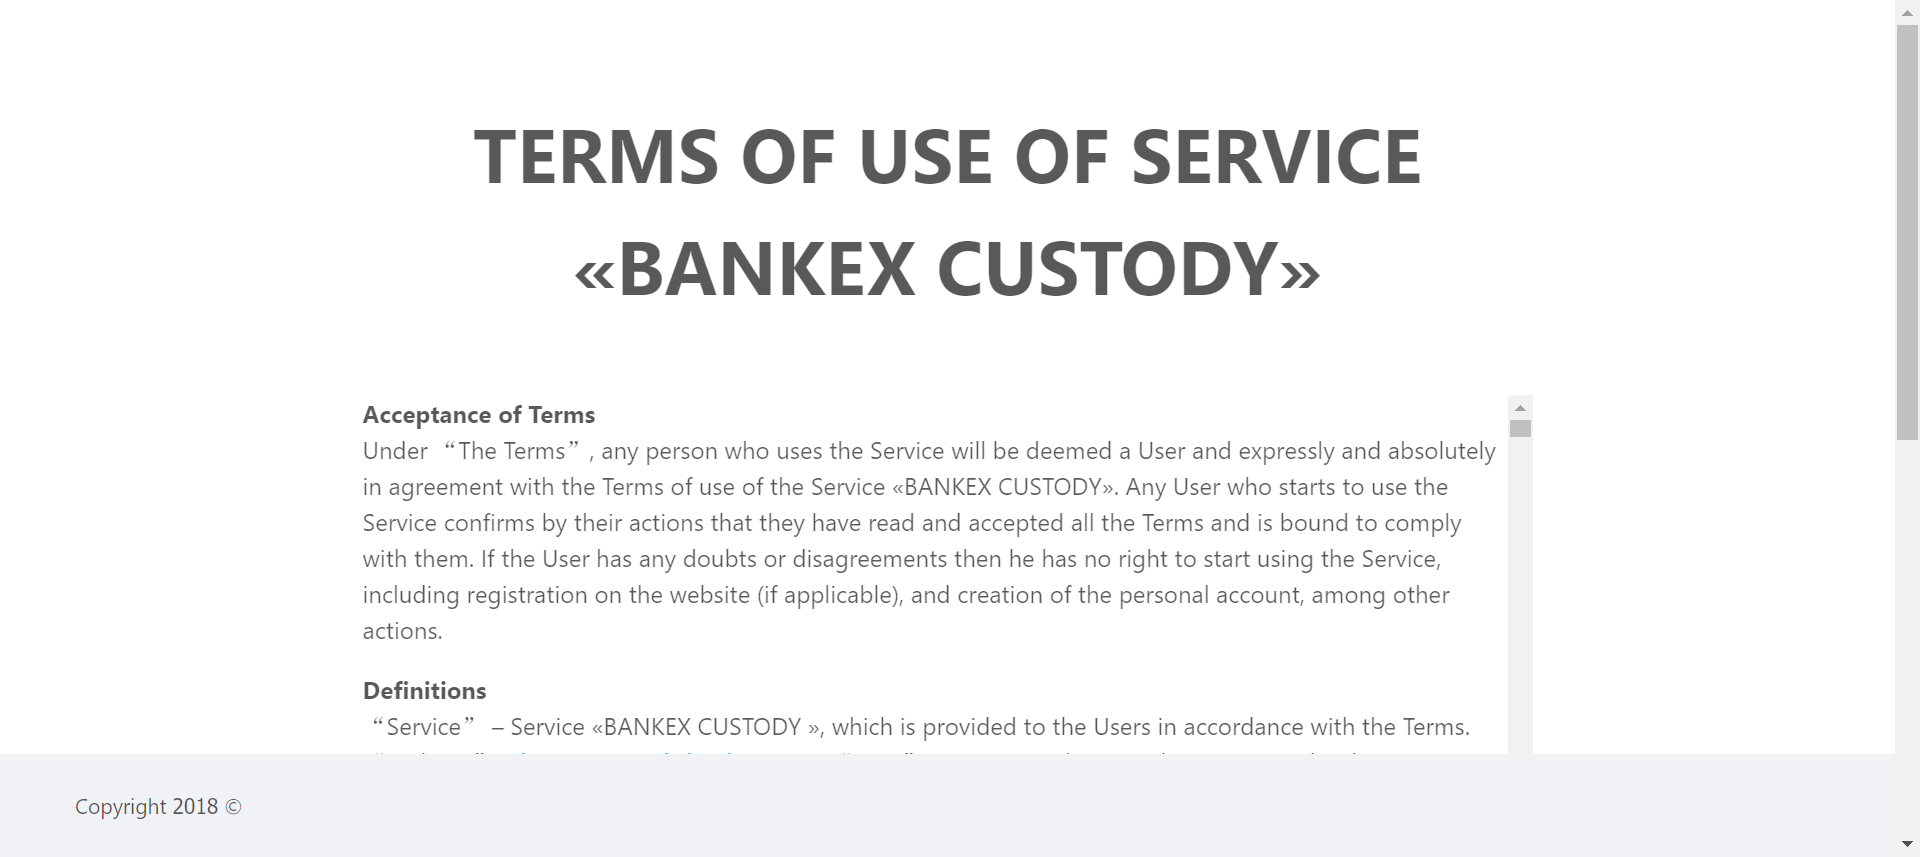 TERMS OF USE OF SERVICE
«BANKEX CUSTODY»
Acceptance of Terms
Under “The Terms”, any person who uses the Service will be deemed a User and expressly and absolutely
in agreement with the Terms of use of the Service «BANKEX CUSTODY». Any User who starts to use the
Service confirms by their actions that they have read and accepted all the Terms and is bound to comply
with them. If the User has any doubts or disagreements then he has no right to start using the Service,
including registration on the website (if applicable), and creation of the personal account, among other
actions.
Definitions
“Service” – Service «BANKEX CUSTODY », which is provided to the Users in accordance with the Terms.
Copyright 2018 ©